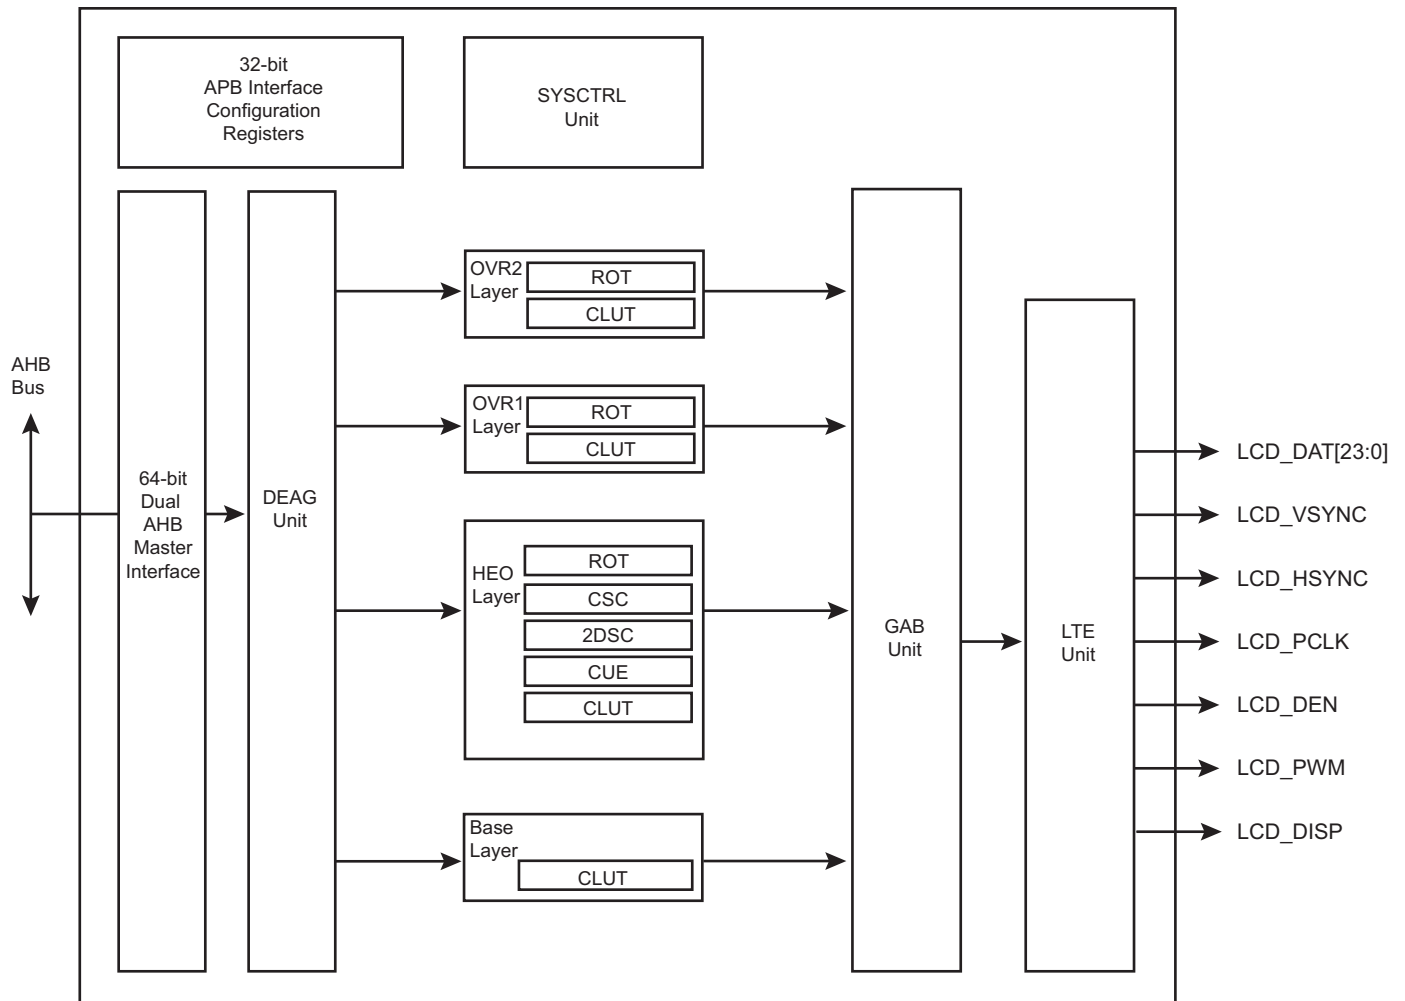 32-bit
APB Interface
Configuration
Registers
SYSCTRL
Unit
AHB
Bus
64-bit
Dual
AHB
Master
Interface
DEAG
Unit
OVR2
Layer
ROT
CLUT
OVR1
Layer
ROT
CLUT
HEO
Layer
ROT
CSC
2DSC
CUE
CLUT
Base
Layer
CLUT
GAB
Unit
LTE
Unit
LCD_DAT[23:0]
LCD_VSYNC
LCD_HSYNC
LCD_PCLK
LCD_DEN
LCD_PWM
LCD_DISP